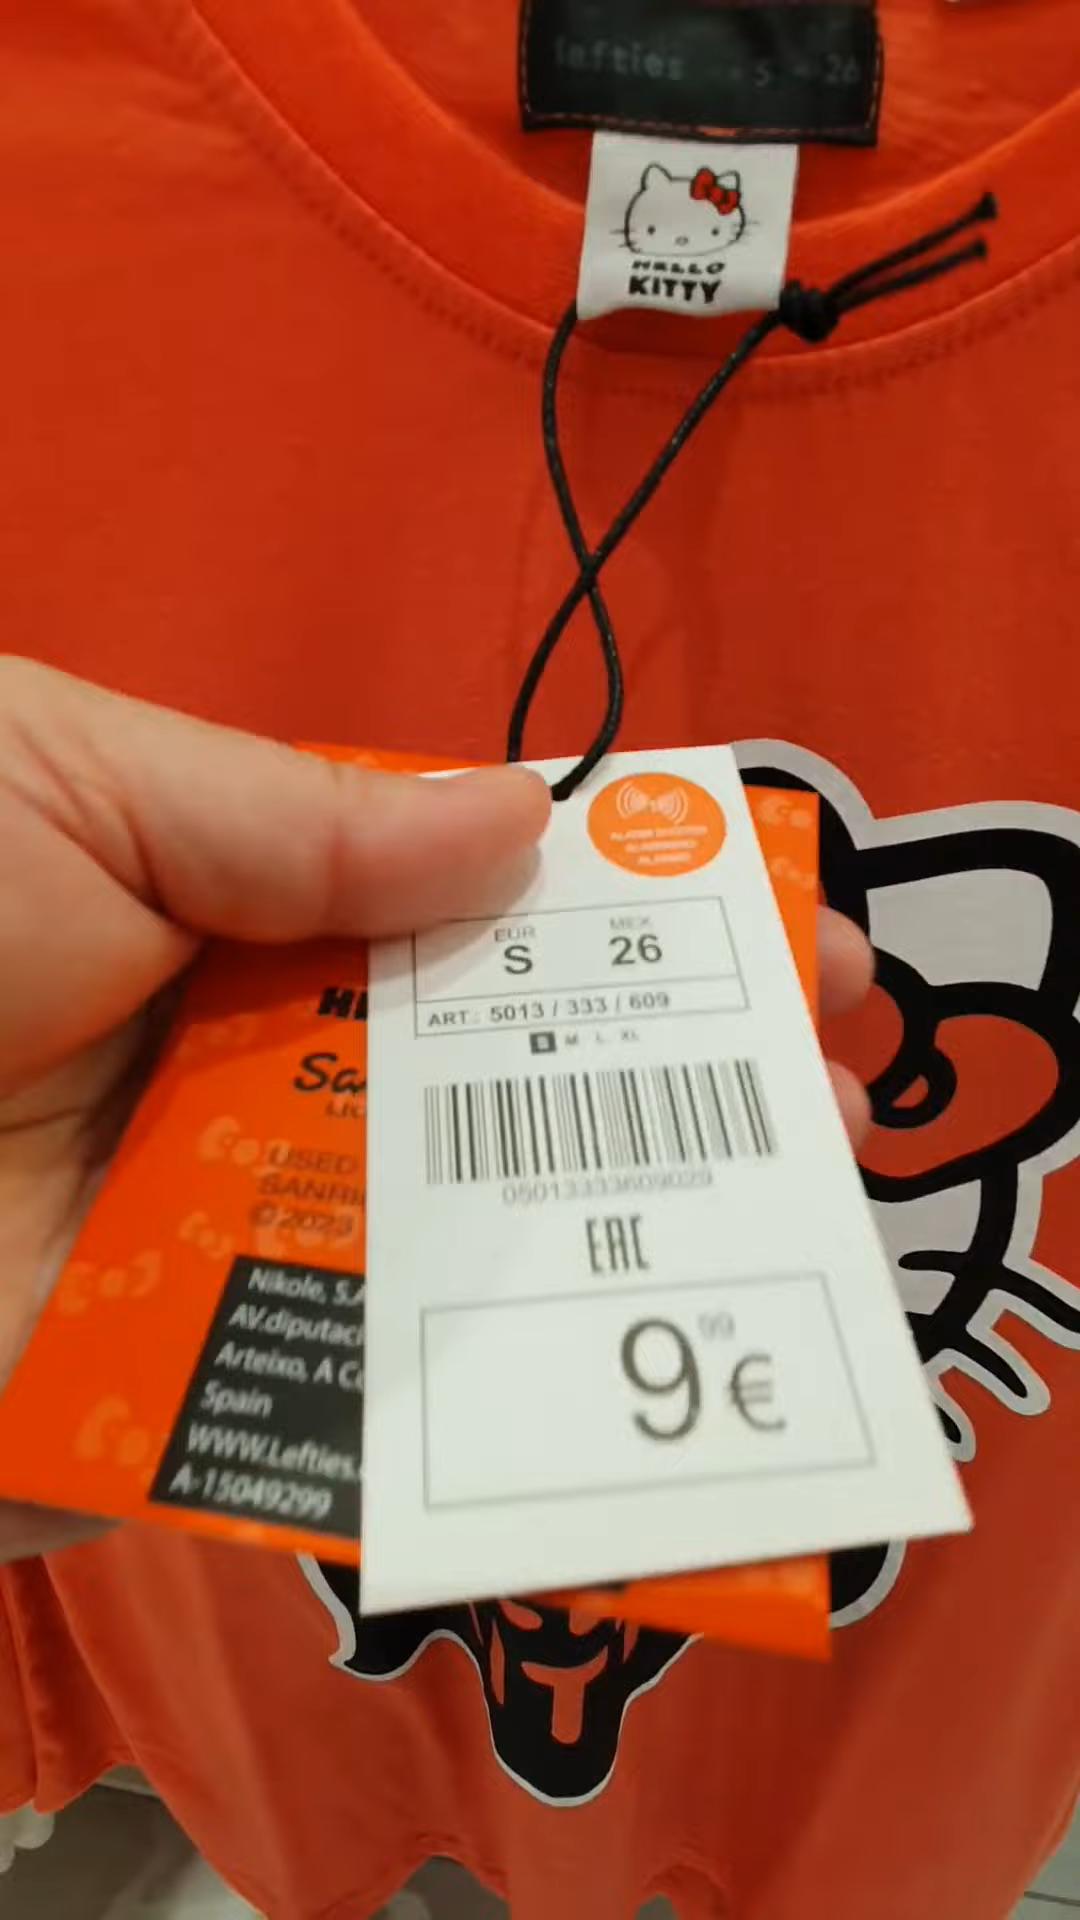 lefties
S
26
HELLO
KITTY
EUR
S
MEX
26
ART.: 5013 / 333 / 609
S M L XL
05013333609029
EAC
9 99 €
USED
©2023
Nikole, S.A
AV.diputaci
Arteixo, A Co
Spain
WWW.Lefties.
A-15049299